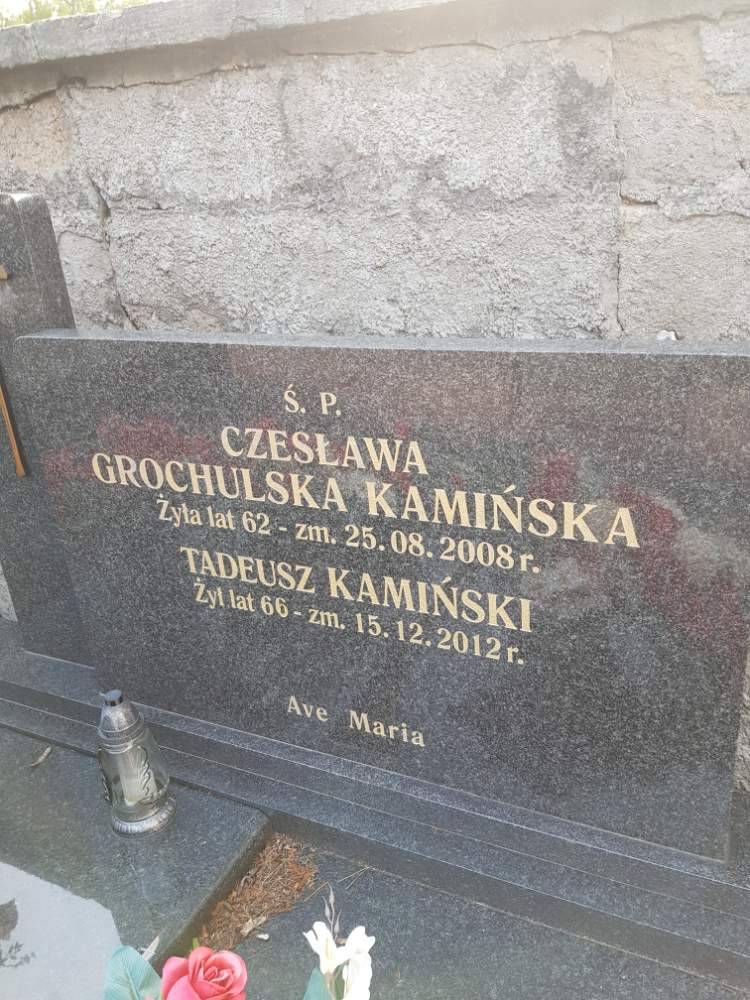 Ś. P.
CZESŁAWA
GROCHULSKA KAMIŃSKA
Żyła lat 62 - zm. 25.08.2008 r.
TADEUSZ KAMIŃSKI
Żył lat 66 - zm. 15.12.2012 r.
Ave Maria